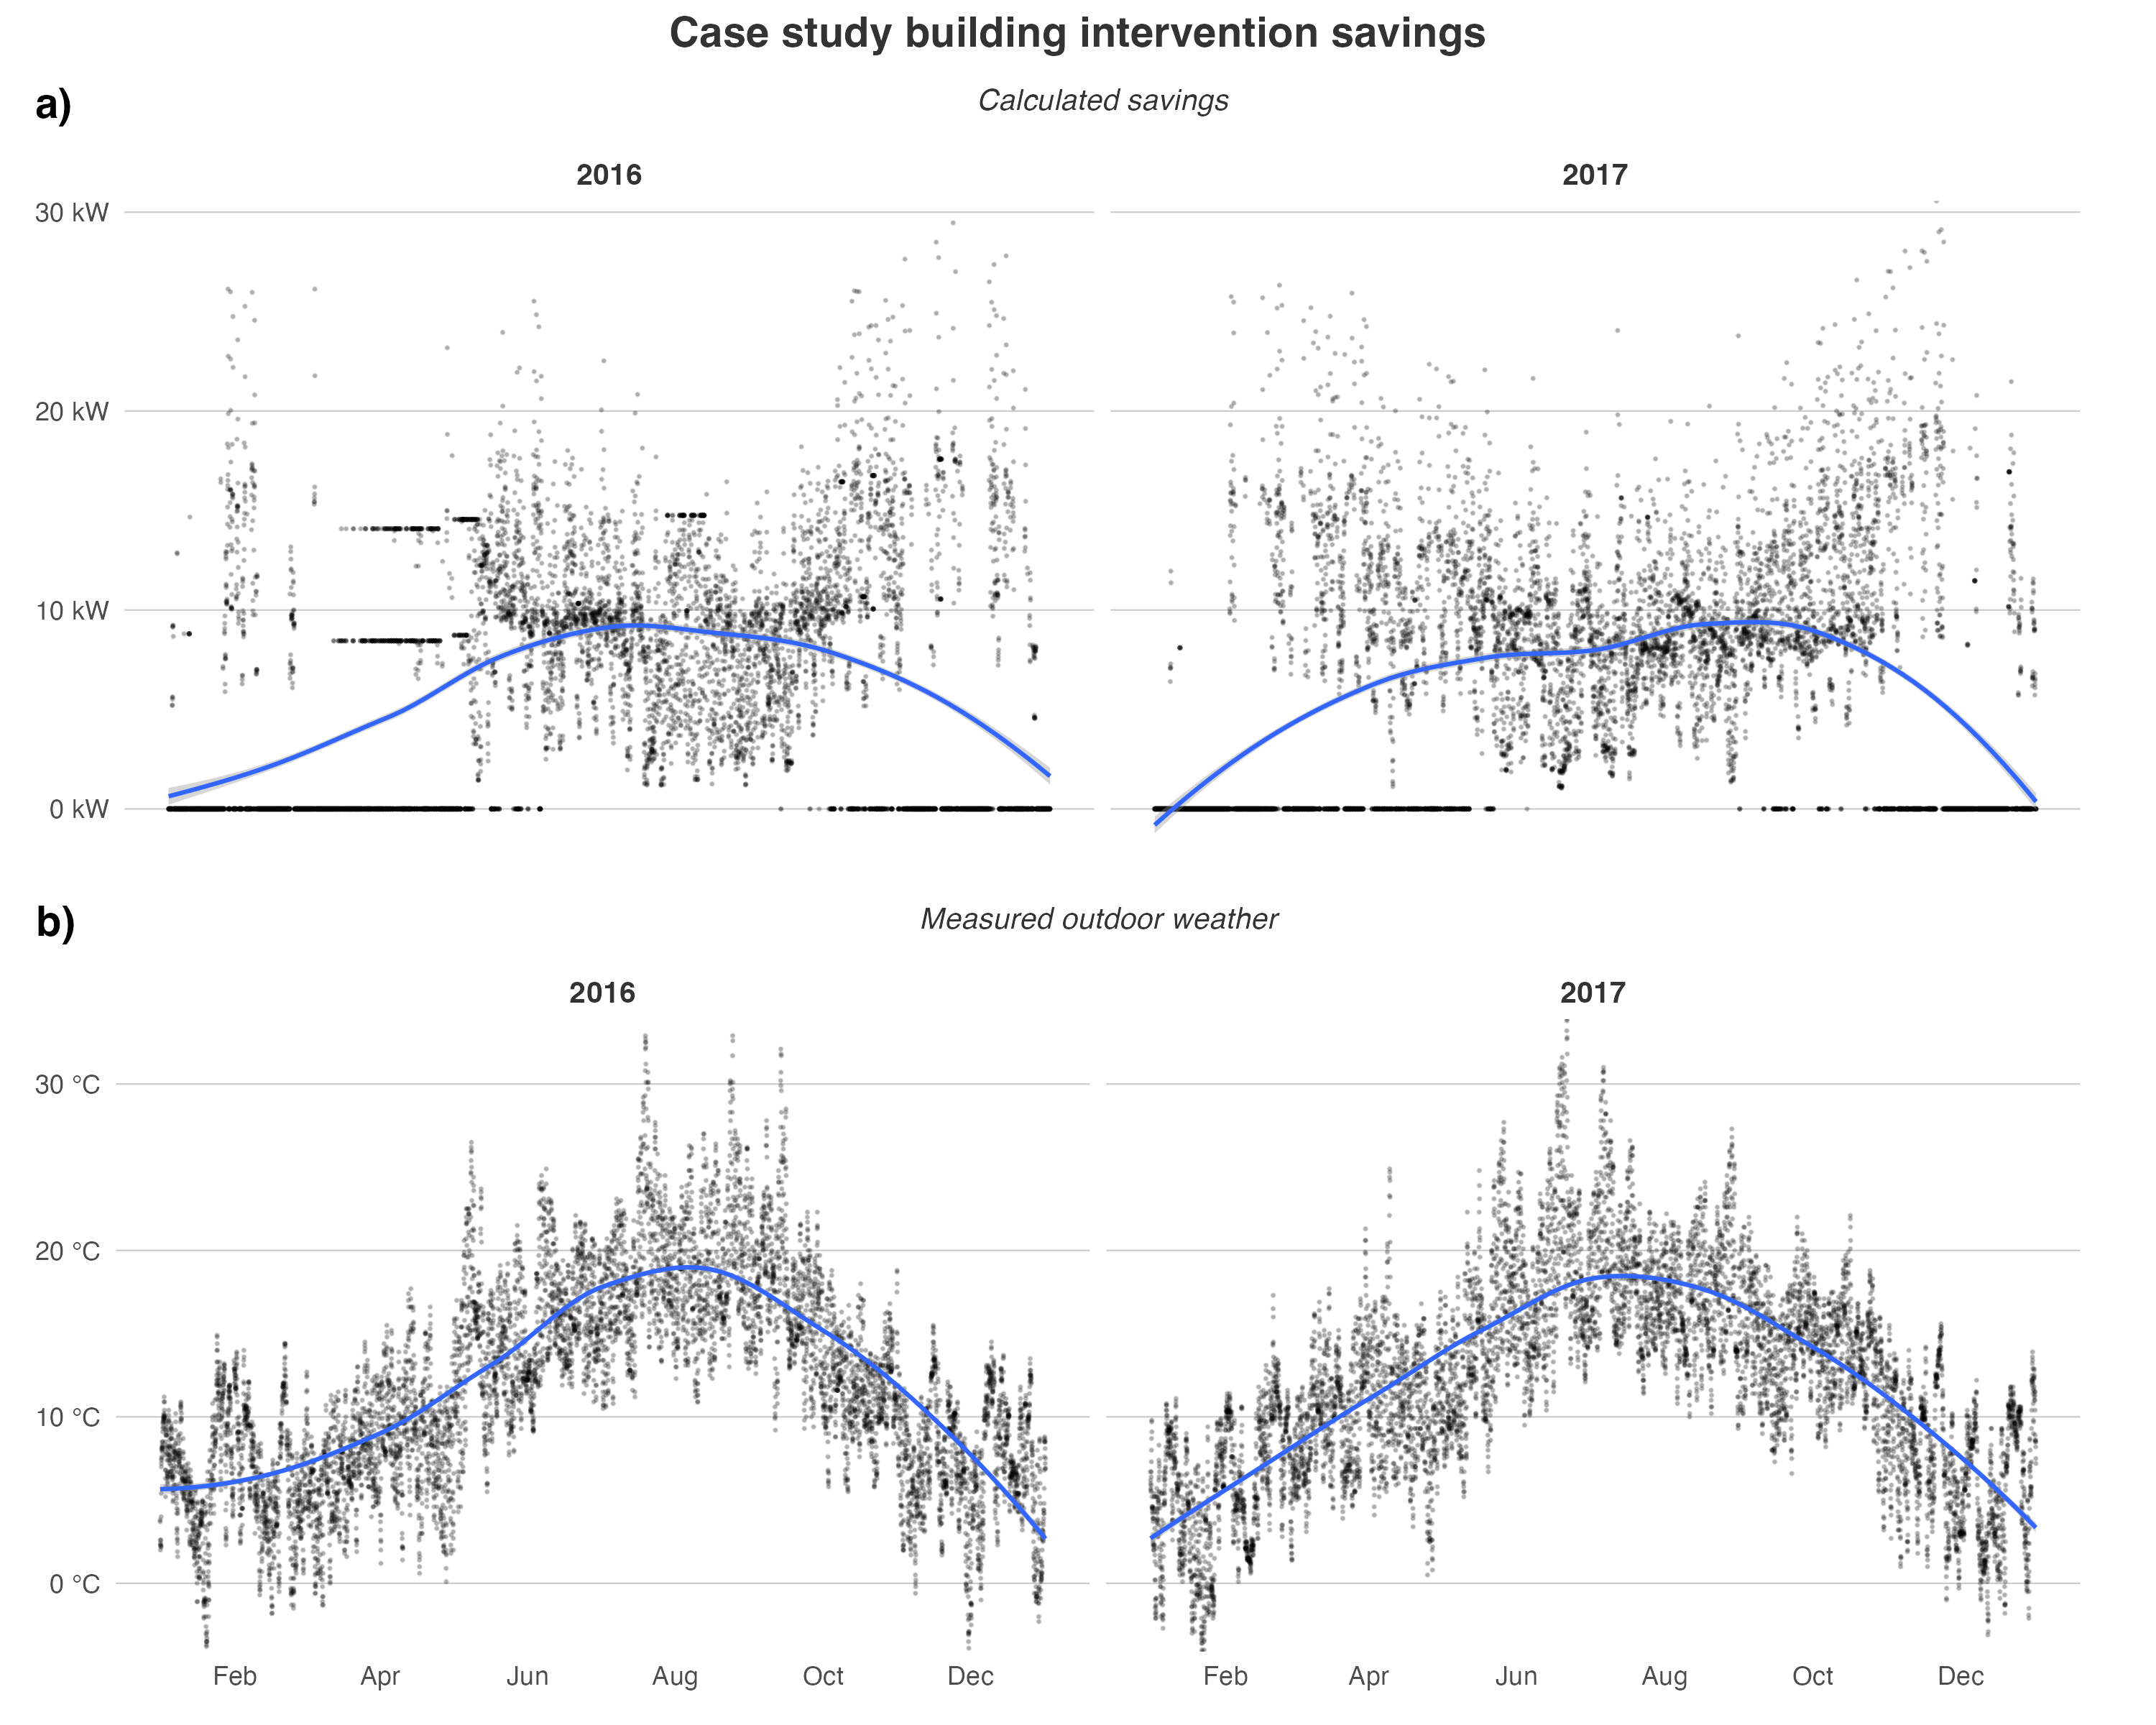 Case study building intervention savings
a)
Calculated savings
2016 2017
30 kW
20 kW
10 kW
0 kW
b)
Measured outdoor weather
2016 2017
30 °C
20 °C
10 °C
0 °C
Feb Apr Jun Aug Oct Dec Feb Apr Jun Aug Oct Dec